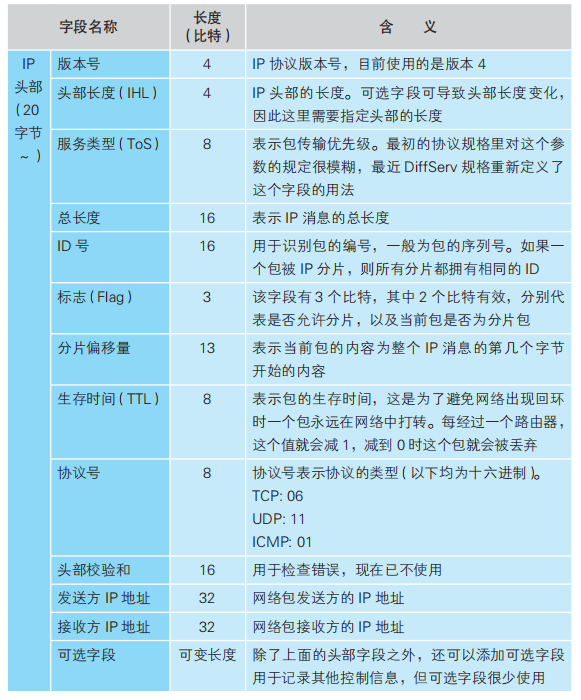 字段名称
长度
(比特)
含 义
IP
头部
(20
字节
~ )
版本号
4
IP 协议版本号，目前使用的是版本 4
头部长度 ( IHL )
4
IP 头部的长度。可选字段可导致头部长度变化，
因此这里需要指定头部的长度
服务类型 ( ToS )
8
表示包传输优先级。最初的协议规格里对这个参
数的规定很模糊，最近 DiffServ 规格重新定义了
这个字段的用法
总长度
16
表示 IP 消息的总长度
ID 号
16
用于识别包的编号，一般为包的序列号。如果一
个包被 IP 分片，则所有分片都拥有相同的 ID
标志 ( Flag )
3
该字段有 3 个比特，其中 2 个比特有效，分别代
表是否允许分片，以及当前包是否为分片包
分片偏移量
13
表示当前包的内容为整个 IP 消息的第几个字节
开始的内容
生存时间 ( TTL )
8
表示包的生存时间，这是为了避免网络出现回环
时一个包永远在网络中打转。每经过一个路由器，
这个值就会减 1，减到 0 时这个包就会被丢弃
协议号
8
协议号表示协议的类型 ( 以下均为十六进制 )。
TCP: 06
UDP: 11
ICMP: 01
头部校验和
16
用于检查错误，现在已不使用
发送方 IP 地址
32
网络包发送方的 IP 地址
接收方 IP 地址
32
网络包接收方的 IP 地址
可选字段
可变长度
除了上面的头部字段之外，还可以添加可选字段
用于记录其他控制信息，但可选字段很少使用